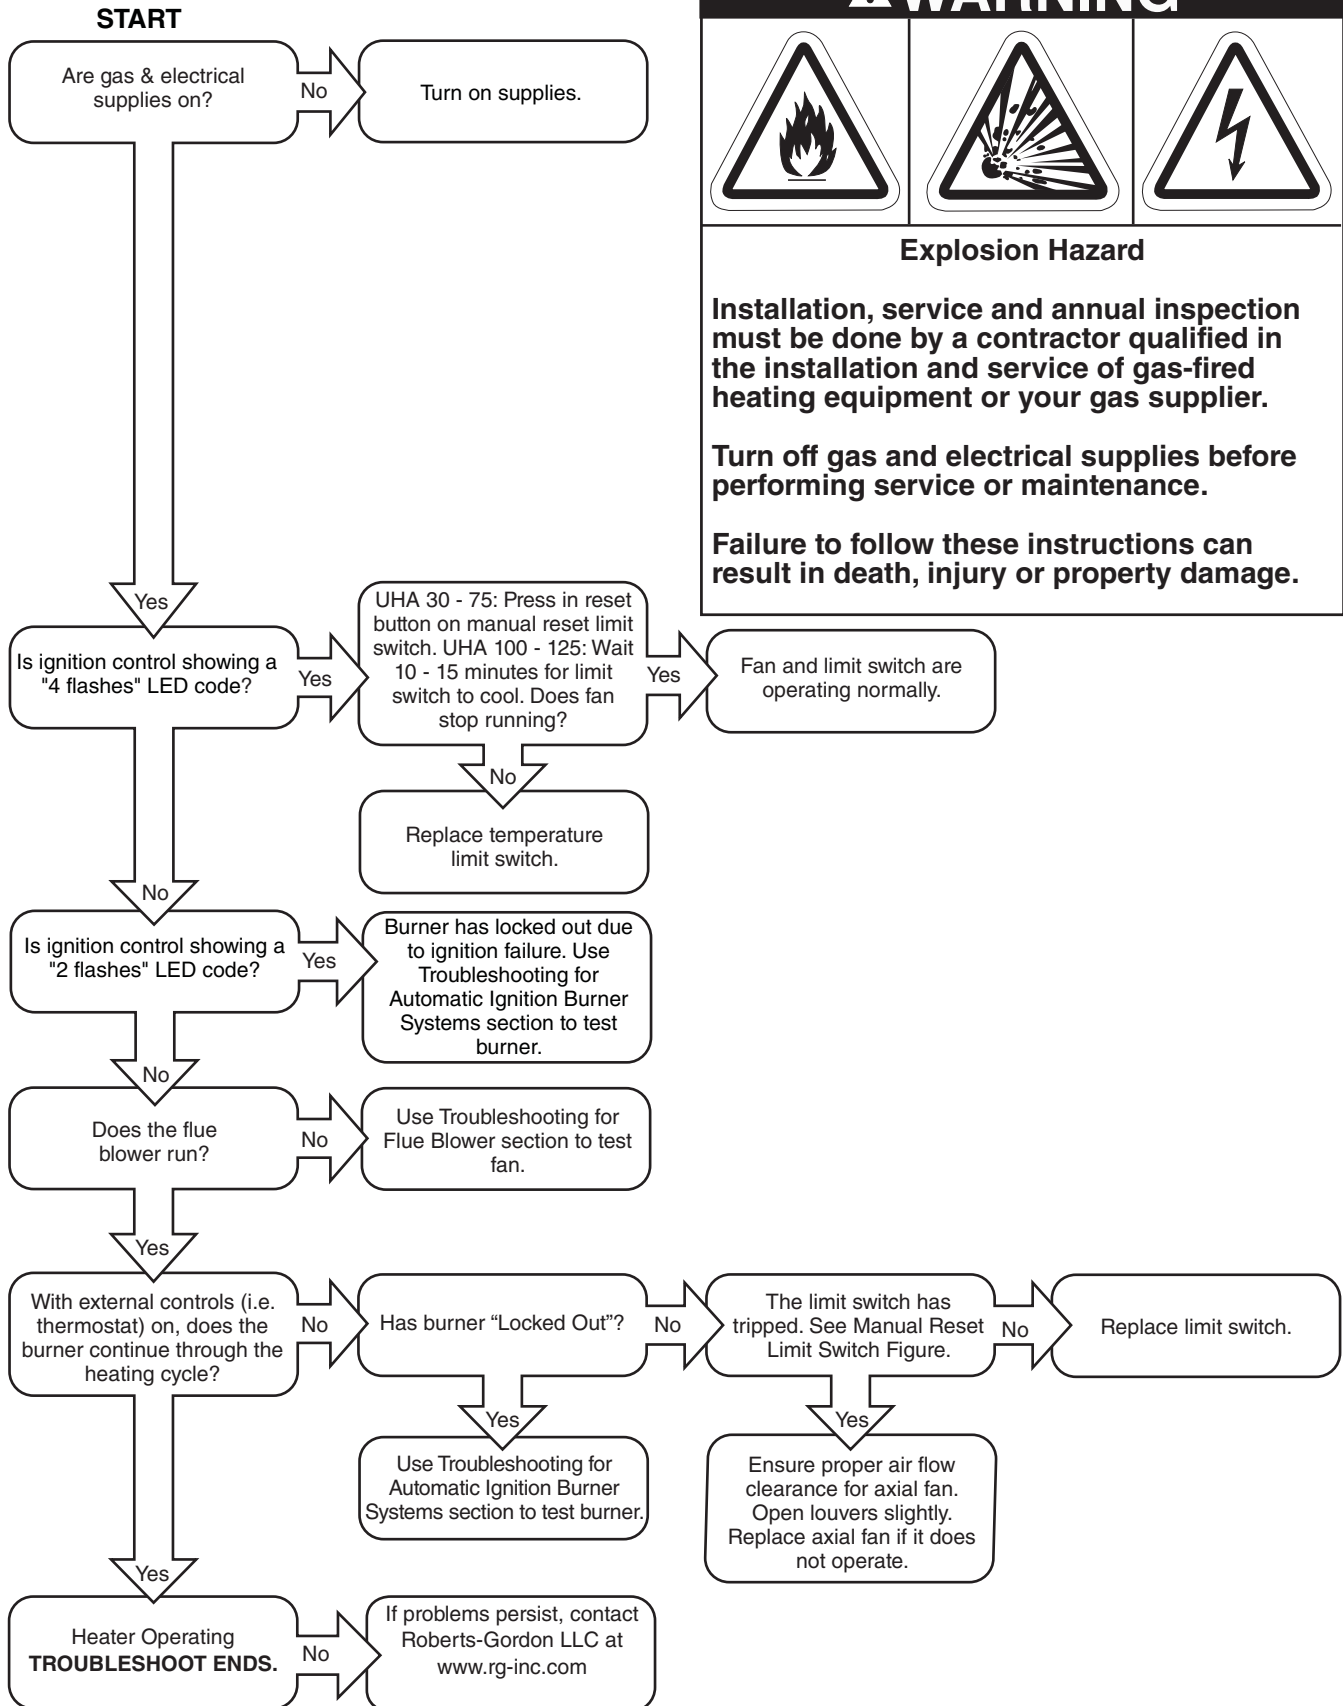 START
WARNING
Are gas & electrical
supplies on?
No
Turn on supplies.
Explosion Hazard
Installation, service and annual inspection
must be done by a contractor qualified in
the installation and service of gas-fired
heating equipment or your gas supplier.
Turn off gas and electrical supplies before
performing service or maintenance.
Failure to follow these instructions can
result in death, injury or property damage.
Yes
Is ignition control showing a
"4 flashes" LED code?
Yes
UHA 30 - 75: Press in reset
button on manual reset limit
switch. UHA 100 - 125: Wait
10 - 15 minutes for limit
switch to cool. Does fan
stop running?
Yes
Fan and limit switch are
operating normally.
No
Replace temperature
limit switch.
No
Is ignition control showing a
"2 flashes" LED code?
Yes
Burner has locked out due
to ignition failure. Use
Troubleshooting for
Automatic Ignition Burner
Systems section to test
burner.
No
Does the flue
blower run?
No
Use Troubleshooting for
Flue Blower section to test
fan.
Yes
With external controls (i.e.
thermostat) on, does the
burner continue through the
heating cycle?
No
Has burner “Locked Out”?
No
The limit switch has
tripped. See Manual Reset
Limit Switch Figure.
No
Replace limit switch.
Yes
Use Troubleshooting for
Automatic Ignition Burner
Systems section to test burner.
Yes
Ensure proper air flow
clearance for axial fan.
Open louvers slightly.
Replace axial fan if it does
not operate.
Yes
Heater Operating
TROUBLESHOOT ENDS.
No
If problems persist, contact
Roberts-Gordon LLC at
www.rg-inc.com